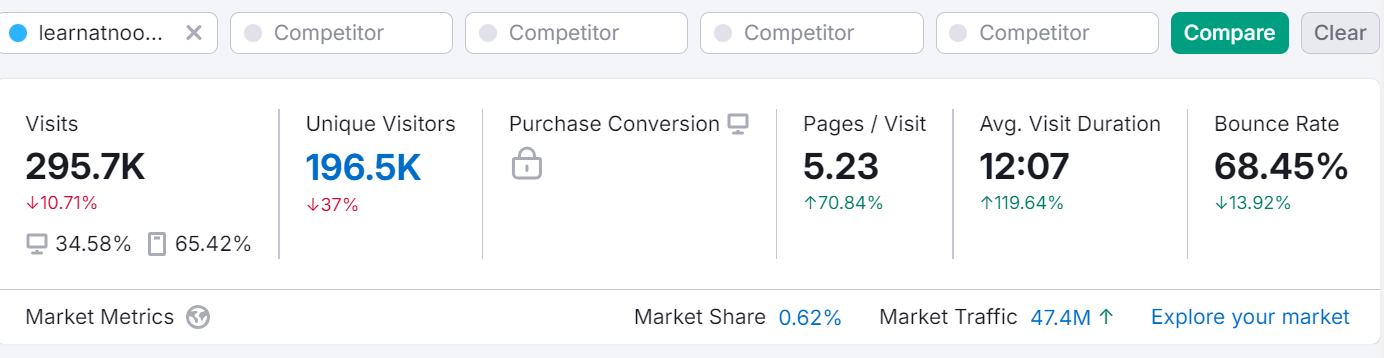 learnatnoo... Competitor Competitor Competitor Competitor Compare Clear
Visits Unique Visitors Purchase Conversion Pages / Visit Avg. Visit Duration Bounce Rate
295.7K 196.5K 5.23 12:07 68.45%
↓10.71% ↓37% ↑70.84% ↑119.64% ↓13.92%
34.58% 65.42%
Market Metrics Market Share 0.62% Market Traffic 47.4M ↑ Explore your market